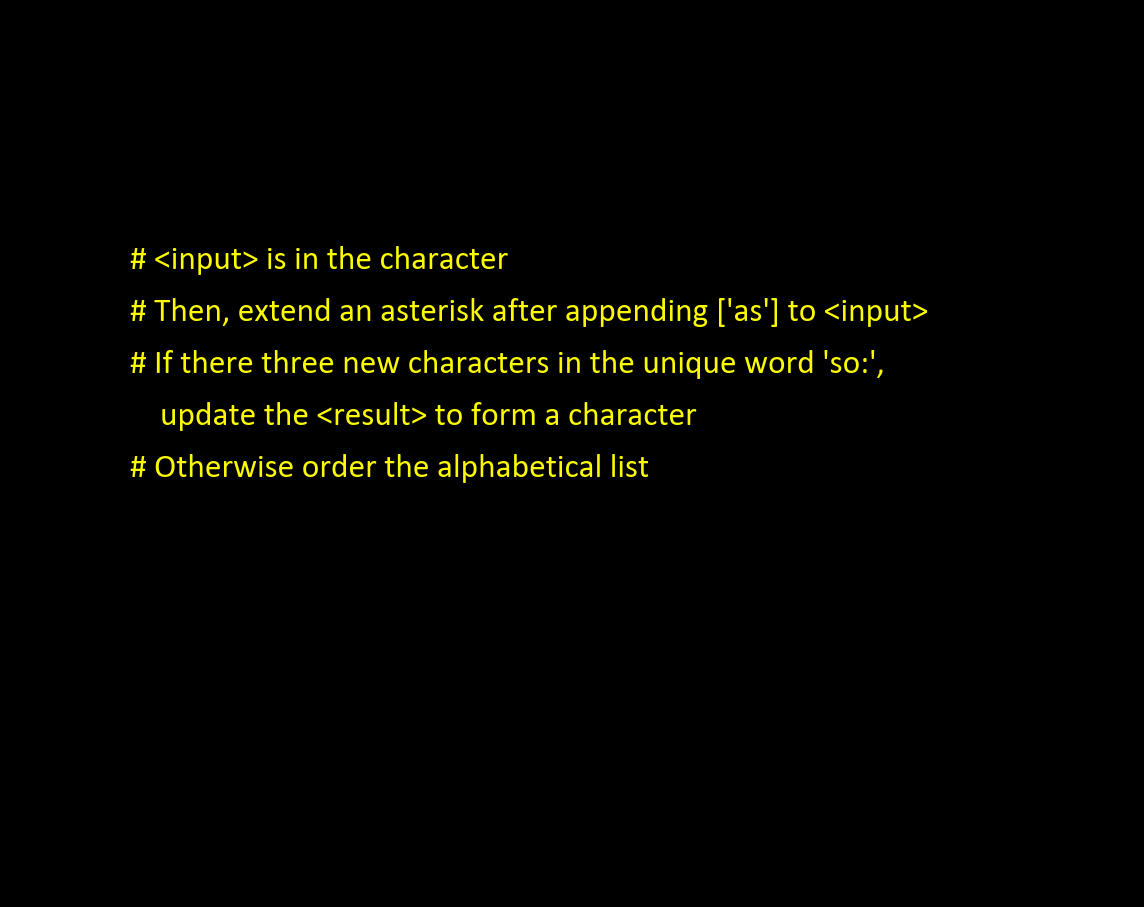 # <input> is in the character
# Then, extend an asterisk after appending ['as'] to <input>
# If there three new characters in the unique word 'so:',
update the <result> to form a character
# Otherwise order the alphabetical list